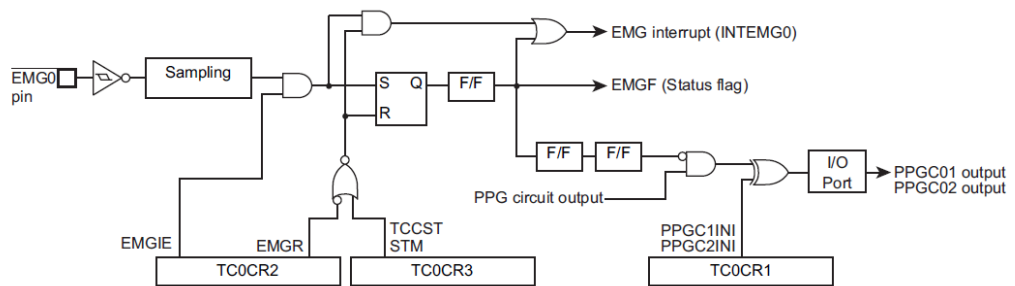 EMG interrupt (INTEMG0)
EMG0
pin
Sampling
S
Q
R
F/F
EMGF (Status flag)
F/F
F/F
PPG circuit output
I/O
Port
PPGC01 output
PPGC02 output
EMGIE
EMGR
TCCST
STM
PPGC1INI
PPGC2INI
TC0CR2
TC0CR3
TC0CR1